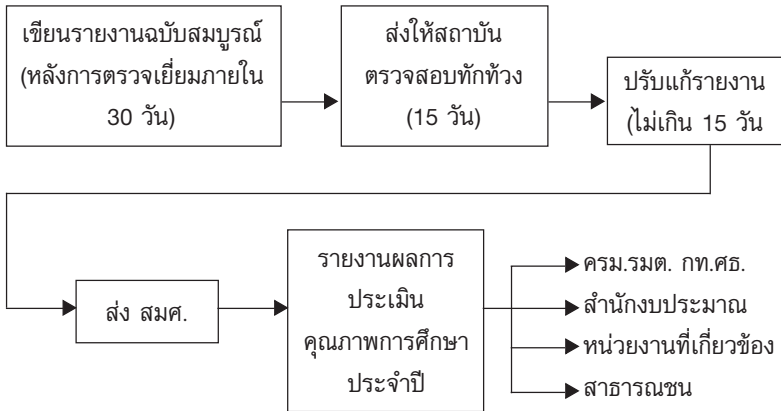 เขียนรายงานฉบับสมบูรณ์
(หลังการตรวจเยี่ยมภายใน
30 วัน)
ส่งให้สถาบัน
ตรวจสอบทักท้วง
(15 วัน)
ปรับแก้รายงาน
(ไม่เกิน 15 วัน
ส่ง สมศ.
รายงานผลการ
ประเมิน
คุณภาพการศึกษา
ประจำปี
ครม.รมต. กท.ศธ.
สำนักงบประมาณ
หน่วยงานที่เกี่ยวข้อง
สาธารณชน